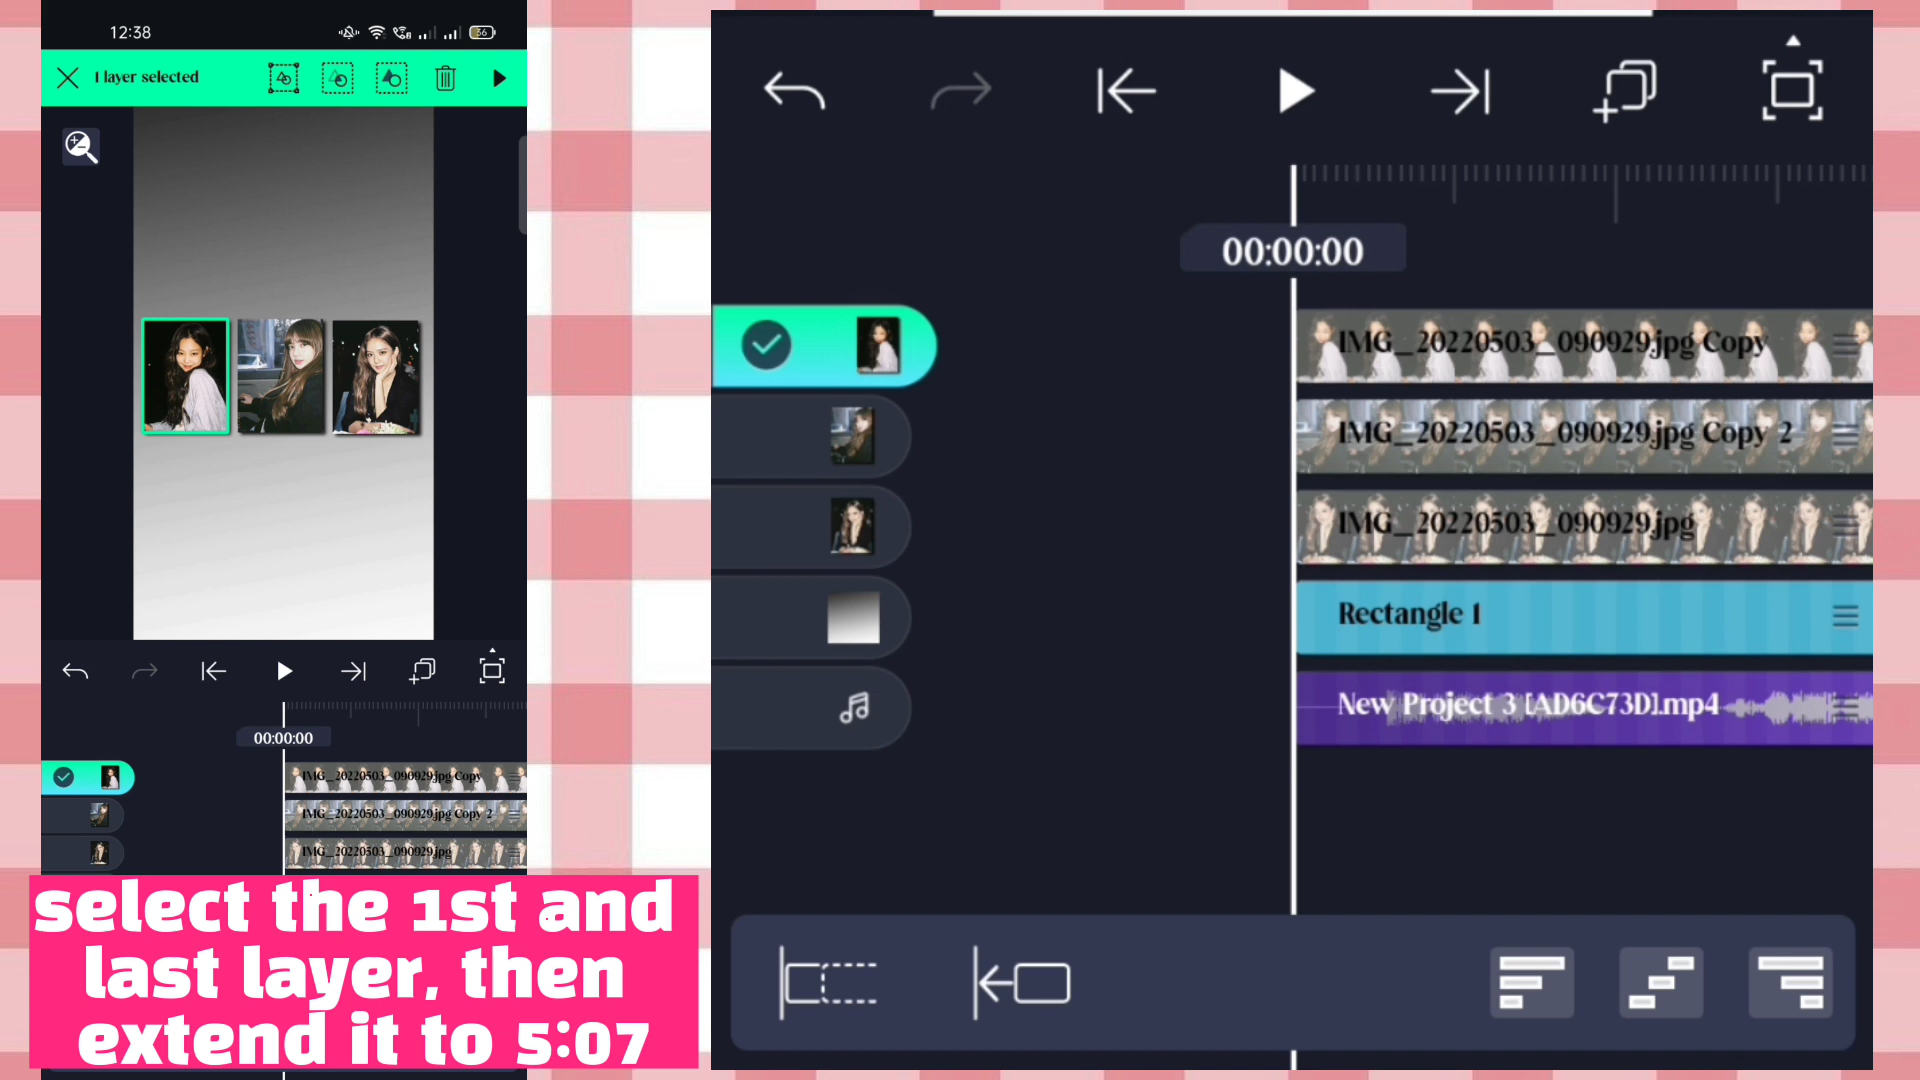 12:38
36
1 layer selected
00:00:00
IMG_20220503_090929.jpg Copy
IMG_20220503_090929.jpg Copy 2
IMG_20220503_090929.jpg
select the 1st and
last layer, then
extend it to 5:07
00:00:00
IMG_20220503_090929.jpg Copy
IMG_20220503_090929.jpg Copy 2
IMG_20220503_090929.jpg
Rectangle 1
New Project 3 [AD6C73D].mp4